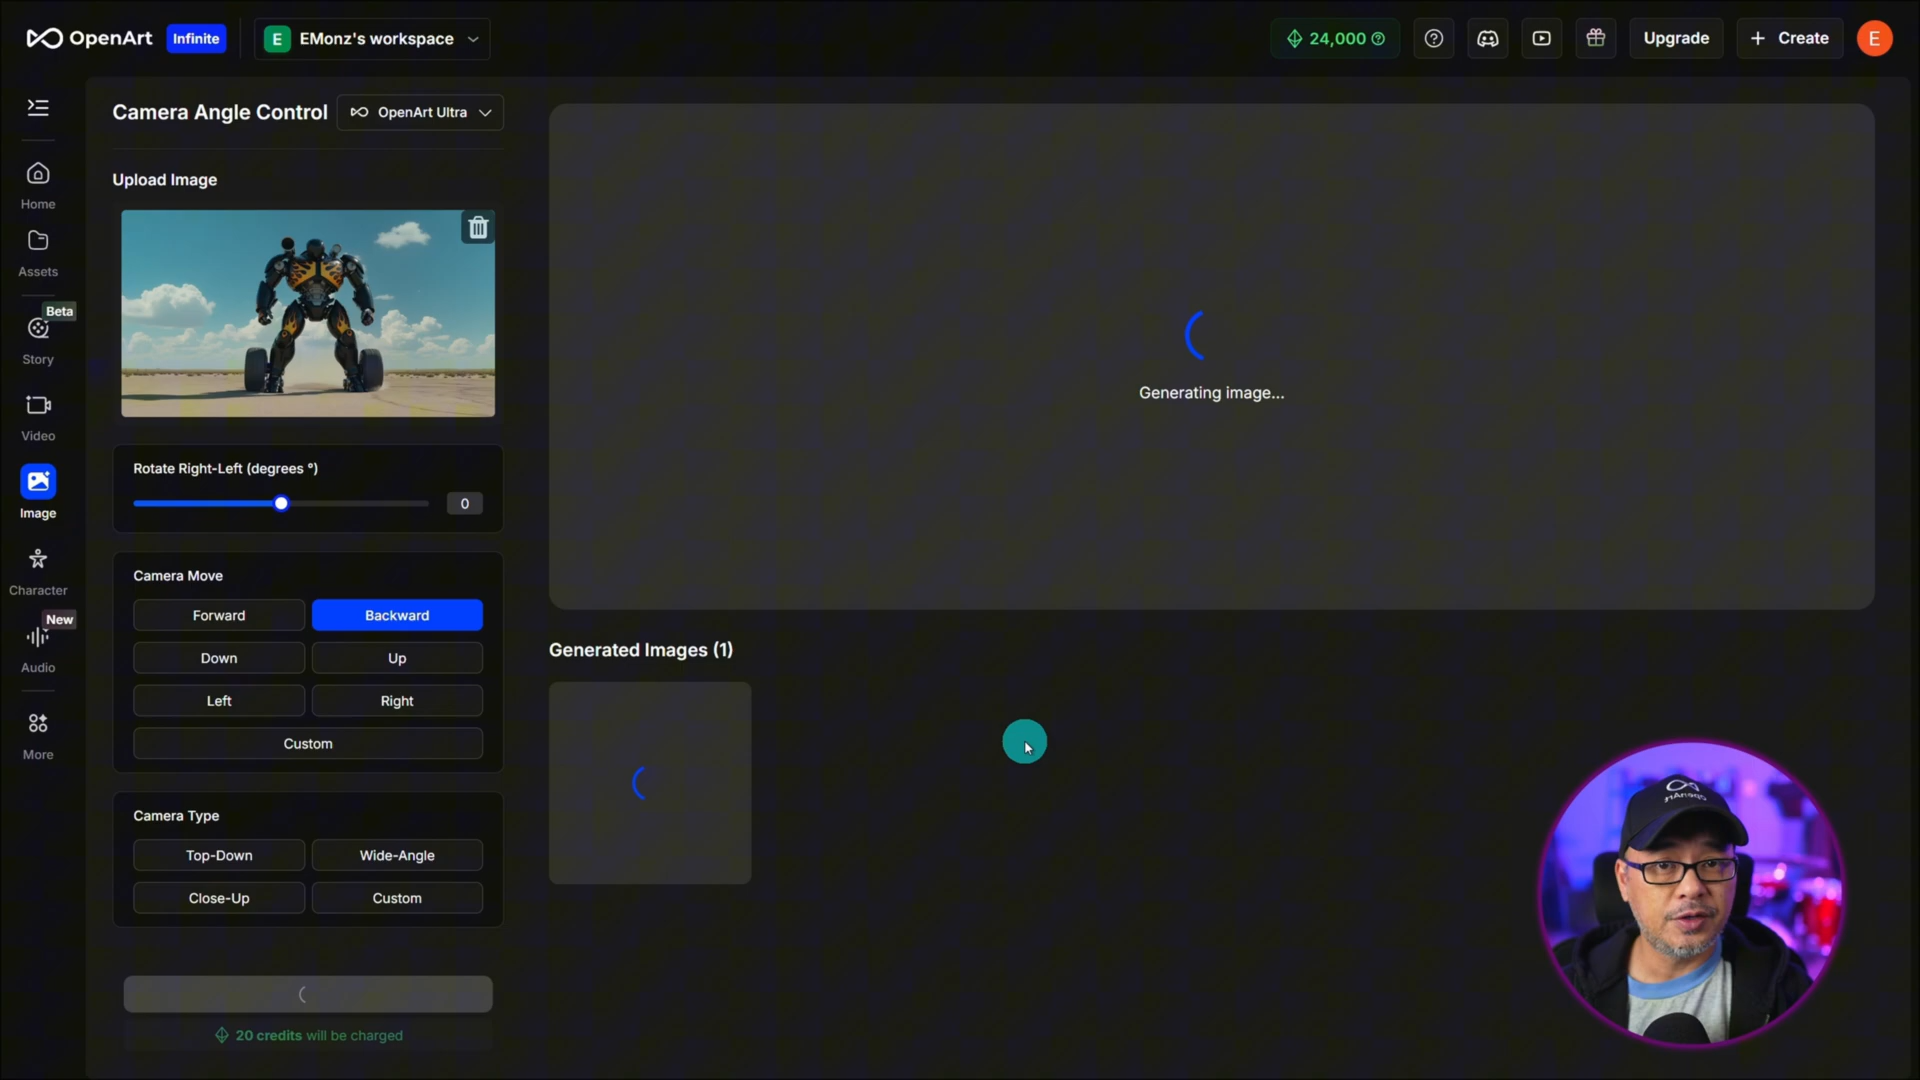 OpenArt
Infinite
E
EMonz's workspace
24,000
Upgrade
+ Create
E
Camera Angle Control
OpenArt Ultra
Upload Image
Home
Assets
Beta
Story
Video
Image
Character
New
Audio
More
Rotate Right-Left (degrees °)
0
Camera Move
Forward
Backward
Down
Up
Left
Right
Custom
Camera Type
Top-Down
Wide-Angle
Close-Up
Custom
20 credits will be charged
Generating image...
Generated Images (1)